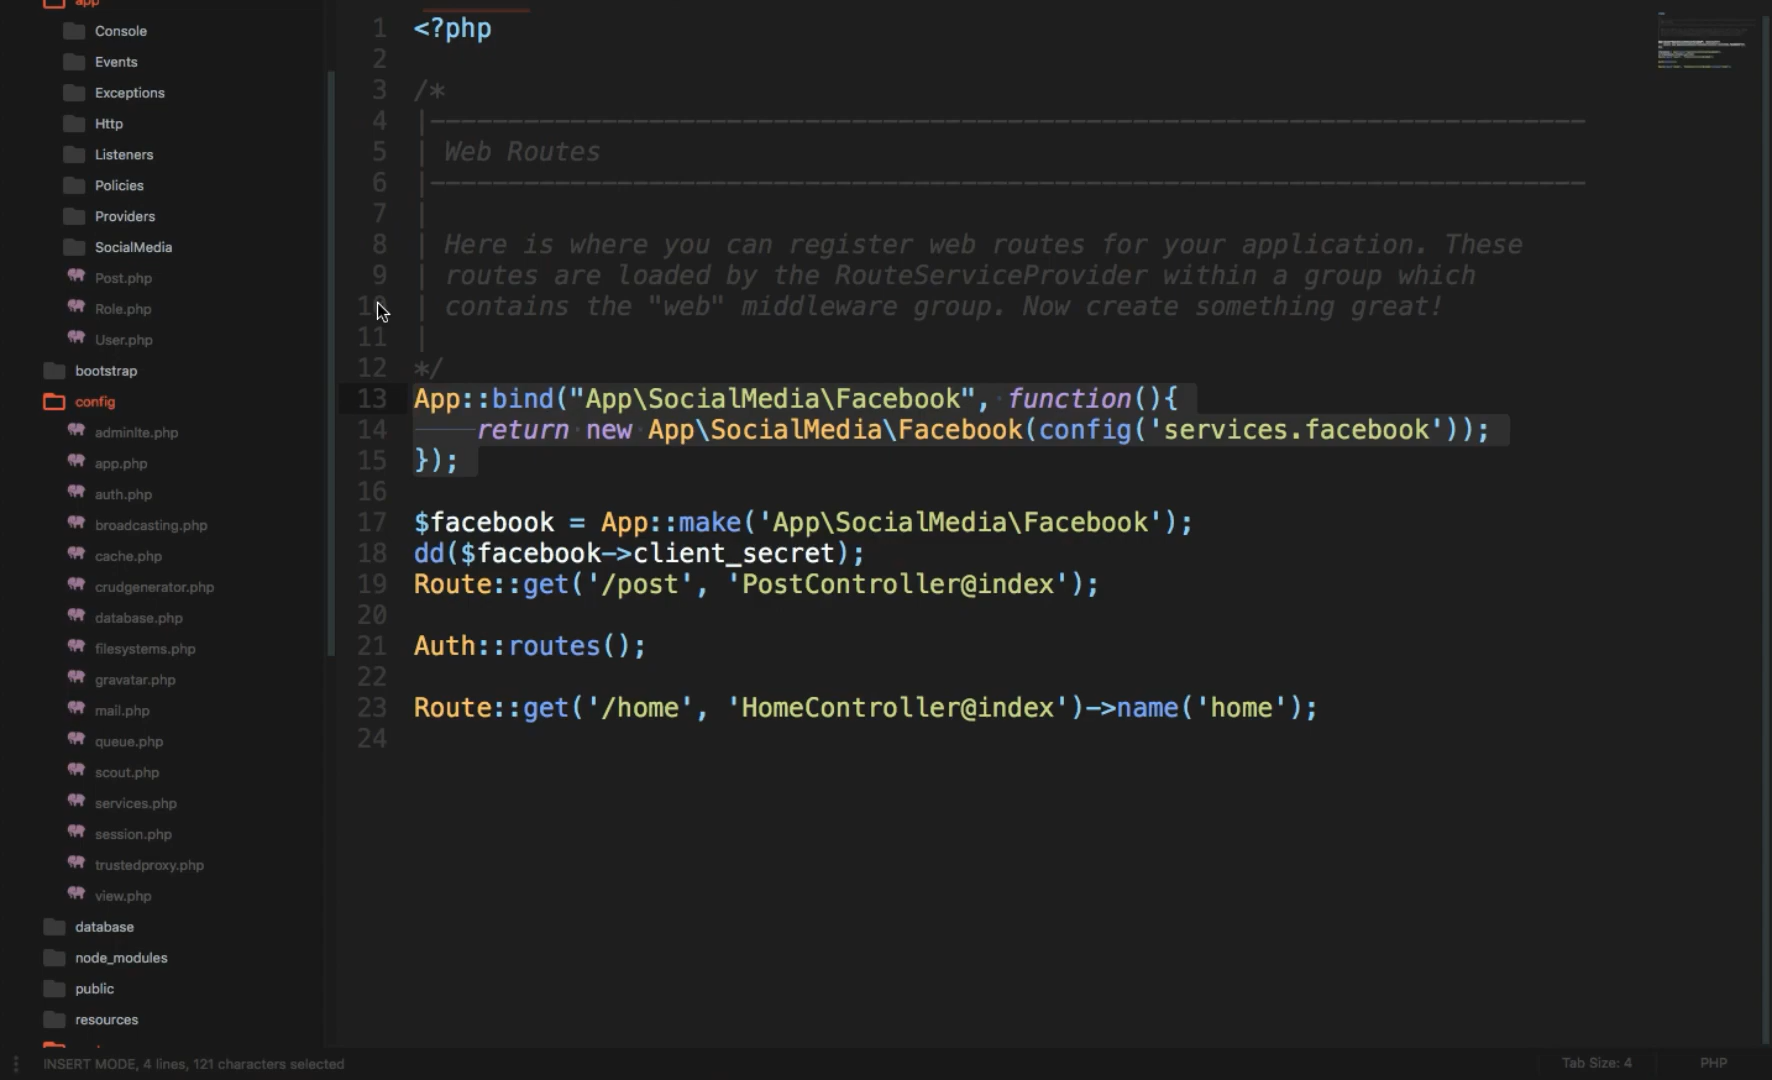 app
Console
Events
Exceptions
Http
Listeners
Policies
Providers
SocialMedia
Post.php
Role.php
User.php
bootstrap
config
adminlte.php
app.php
auth.php
broadcasting.php
cache.php
crudgenerator.php
database.php
filesystems.php
gravatar.php
mail.php
queue.php
scout.php
services.php
session.php
trustedproxy.php
view.php
database
node_modules
public
resources
1 <?php
2
3 /*
4 |--------------------------------------------------------------------------
5 | Web Routes
6 |--------------------------------------------------------------------------
7 |
8 | Here is where you can register web routes for your application. These
9 | routes are loaded by the RouteServiceProvider within a group which
10 | contains the "web" middleware group. Now create something great!
11 |
12 */
13 App::bind("App\SocialMedia\Facebook", function(){
14     return new App\SocialMedia\Facebook(config('services.facebook'));
15 });
16
17 $facebook = App::make('App\SocialMedia\Facebook');
18 dd($facebook->client_secret);
19 Route::get('/post', 'PostController@index');
20
21 Auth::routes();
22
23 Route::get('/home', 'HomeController@index')->name('home');
24
INSERT MODE, 4 lines, 121 characters selected
Tab Size: 4
PHP